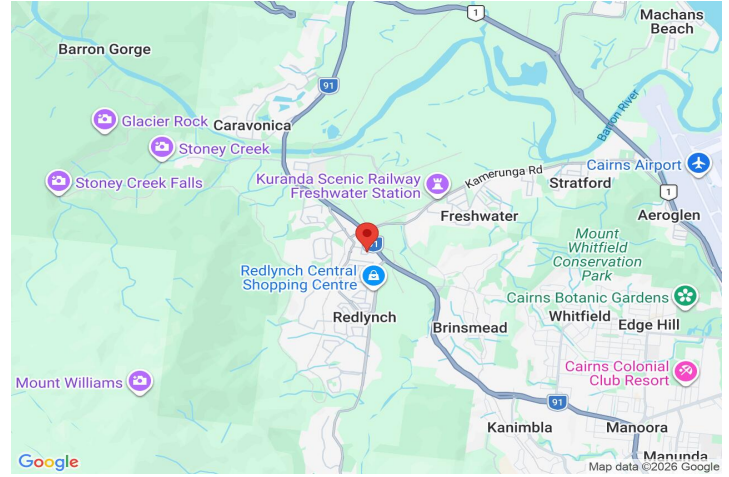 1
Machans
Beach
Barron Gorge
91
Barron River
Glacier Rock
Caravonica
Stoney Creek
Cairns Airport
Kamerunga Rd
Stoney Creek Falls
Kuranda Scenic Railway
Freshwater Station
Stratford
1
Freshwater
Aeroglen
Mount
Whitfield
Conservation
Park
Redlynch Central
Shopping Centre
Cairns Botanic Gardens
Redlynch
Whitfield
Edge Hill
Brinsmead
Cairns Colonial
Club Resort
Mount Williams
91
Kanimbla
Manoora
Manunda
Google
Map data ©2026 Google